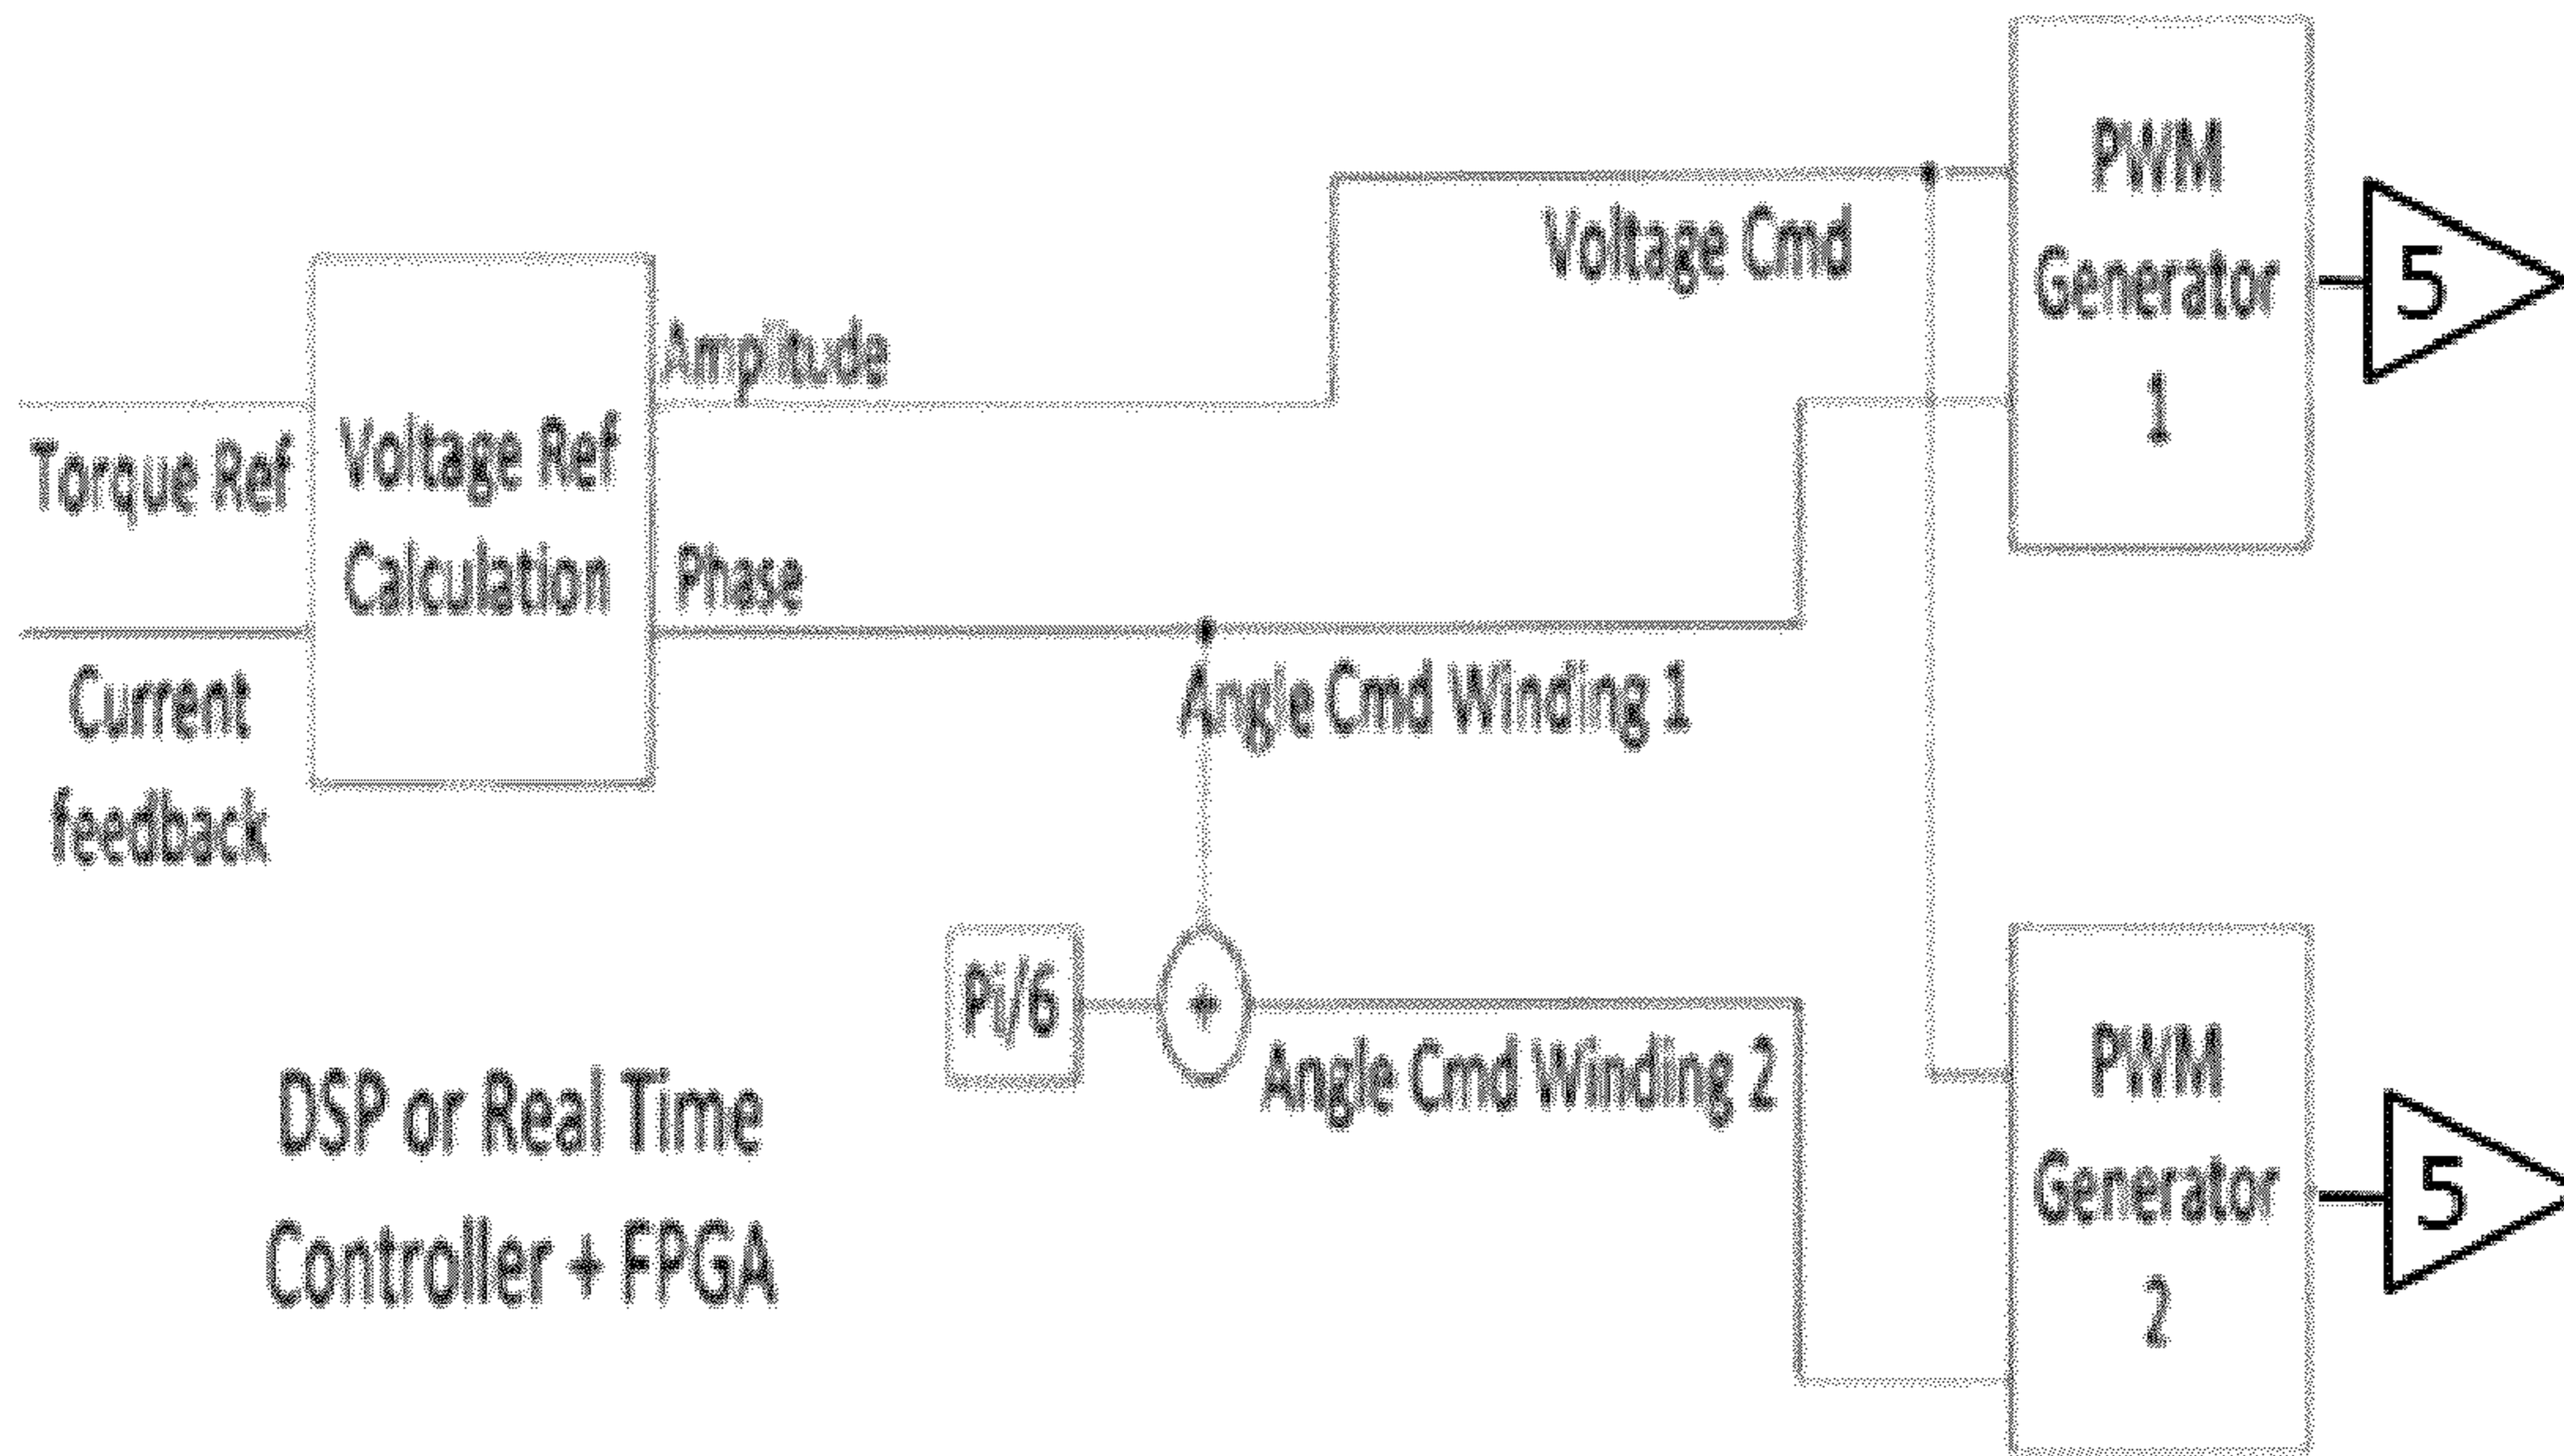 Torque Ref
Current
feedback
Voltage Ref
Calculation
Amplitude
Phase
Voltage Cmd
Angle Cmd Winding 1
Pi/6
+
Angle Cmd Winding 2
PWM
Generator
1
5
PWM
Generator
2
5
DSP or Real Time
Controller + FPGA